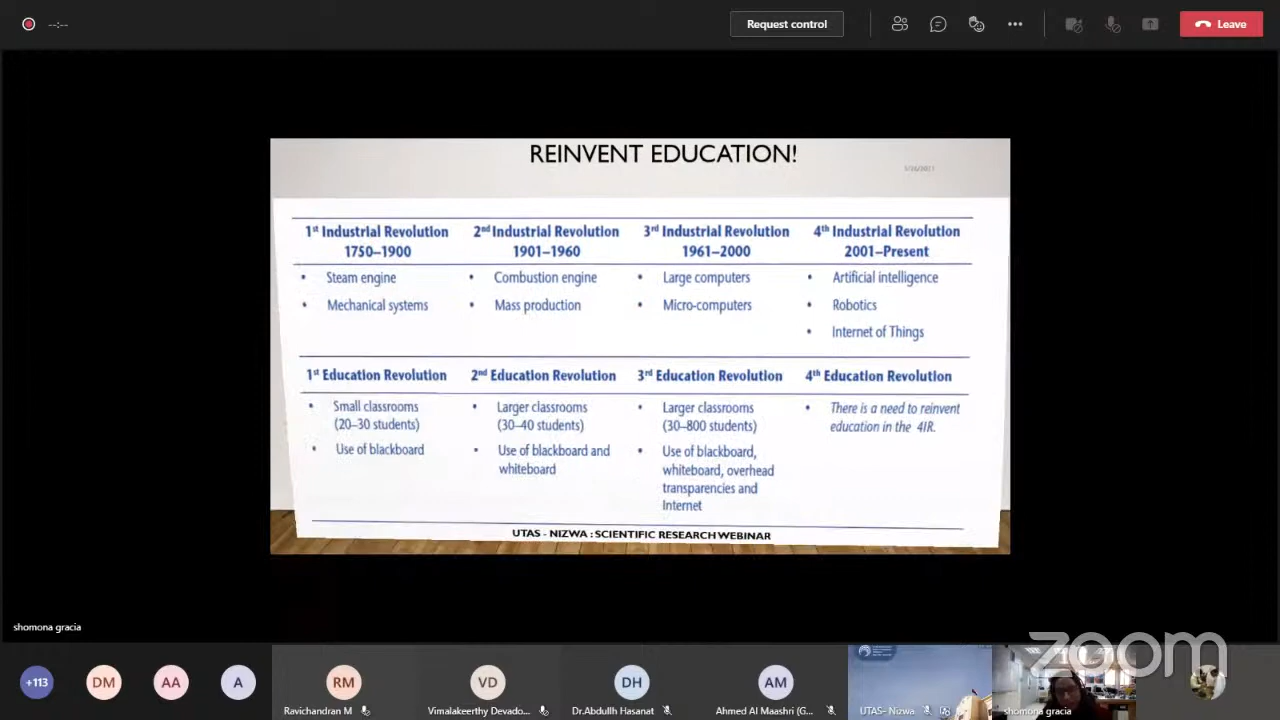 --:--
Request control
Leave
REINVENT EDUCATION!
1st Industrial Revolution
1750–1900
2nd Industrial Revolution
1901–1960
3rd Industrial Revolution
1961–2000
4th Industrial Revolution
2001–Present
• Steam engine
• Mechanical systems
• Combustion engine
• Mass production
• Large computers
• Micro-computers
• Artificial intelligence
• Robotics
• Internet of Things
1st Education Revolution
2nd Education Revolution
3rd Education Revolution
4th Education Revolution
• Small classrooms
(20–30 students)
• Use of blackboard
• Larger classrooms
(30–40 students)
• Use of blackboard and
whiteboard
• Larger classrooms
(30–800 students)
• Use of blackboard,
whiteboard, overhead
transparencies and
Internet
• There is a need to reinvent
education in the 4IR.
UTAS - NIZWA : SCIENTIFIC RESEARCH WEBINAR
shomona gracia
zoom
+113
DM
AA
A
RM
Ravichandran M
VD
Vimalakeerthy Devado...
DH
Dr.Abdullh Hasanat
AM
Ahmed Al Maashri (G...
UTAS- Nizwa
shomona gracia